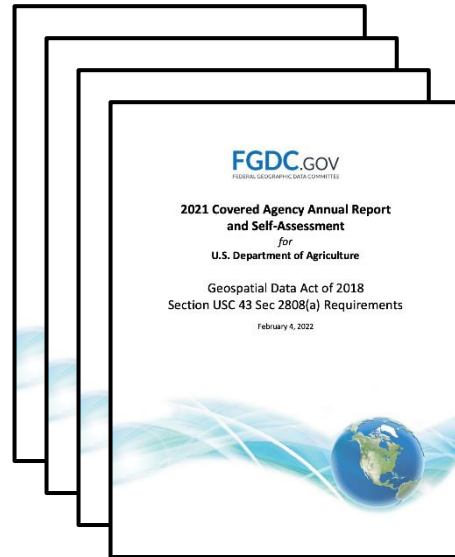 FGDC.GOV
FEDERAL GEOGRAPHIC DATA COMMITTEE
2021 Covered Agency Annual Report
and Self-Assessment
for
U.S. Department of Agriculture
Geospatial Data Act of 2018
Section USC 43 Sec 2808(a) Requirements
February 4, 2022